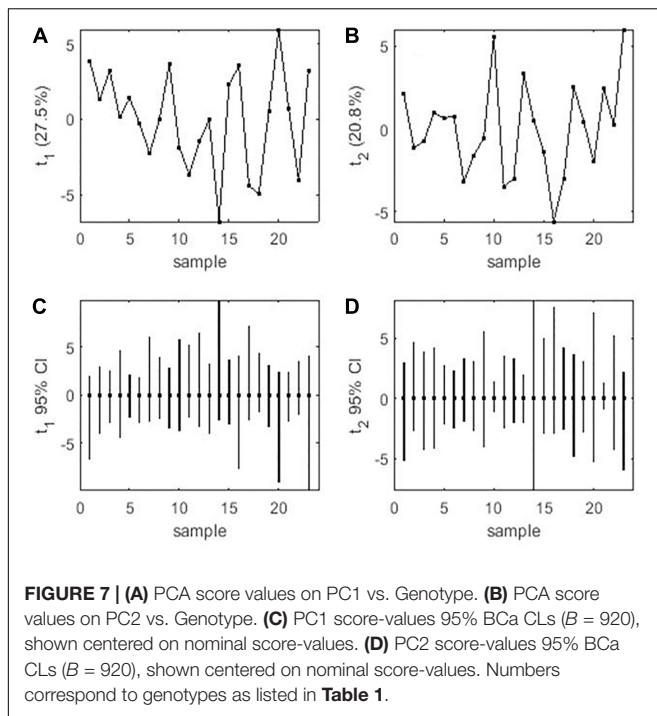 A
5
0
-5
t1 (27.5%)
0 5 10 15 20
sample
B
5
0
-5
t2 (20.8%)
0 5 10 15 20
sample
C
5
0
-5
t1 95% CI
0 5 10 15 20
sample
D
5
0
-5
t2 95% CI
0 5 10 15 20
sample
FIGURE 7 | (A) PCA score values on PC1 vs. Genotype. (B) PCA score
values on PC2 vs. Genotype. (C) PC1 score-values 95% BCa CLs (B = 920),
shown centered on nominal score-values. (D) PC2 score-values 95% BCa
CLs (B = 920), shown centered on nominal score-values. Numbers
correspond to genotypes as listed in Table 1.